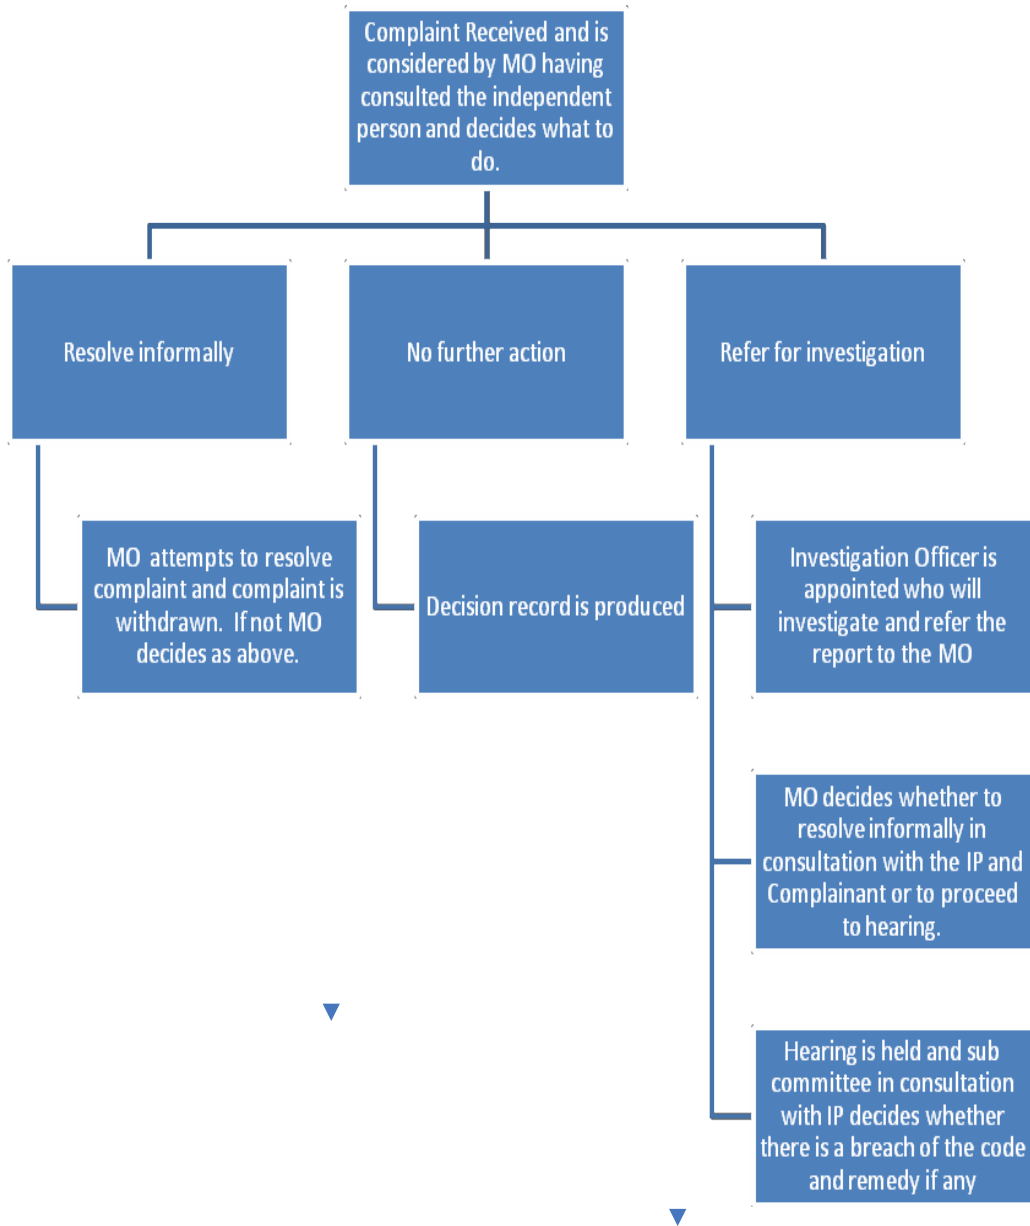 Complaint Received and is
considered by MO having
consulted the independent
person and decides what to
do.
Resolve informally
No further action
Refer for investigation
MO attempts to resolve
complaint and complaint is
withdrawn. If not MO
decides as above.
Decision record is produced
Investigation Officer is
appointed who will
investigate and refer the
report to the MO
MO decides whether to
resolve informally in
consultation with the IP and
Complainant or to proceed
to hearing.
Hearing is held and sub
committee in consultation
with IP decides whether
there is a breach of the code
and remedy if any